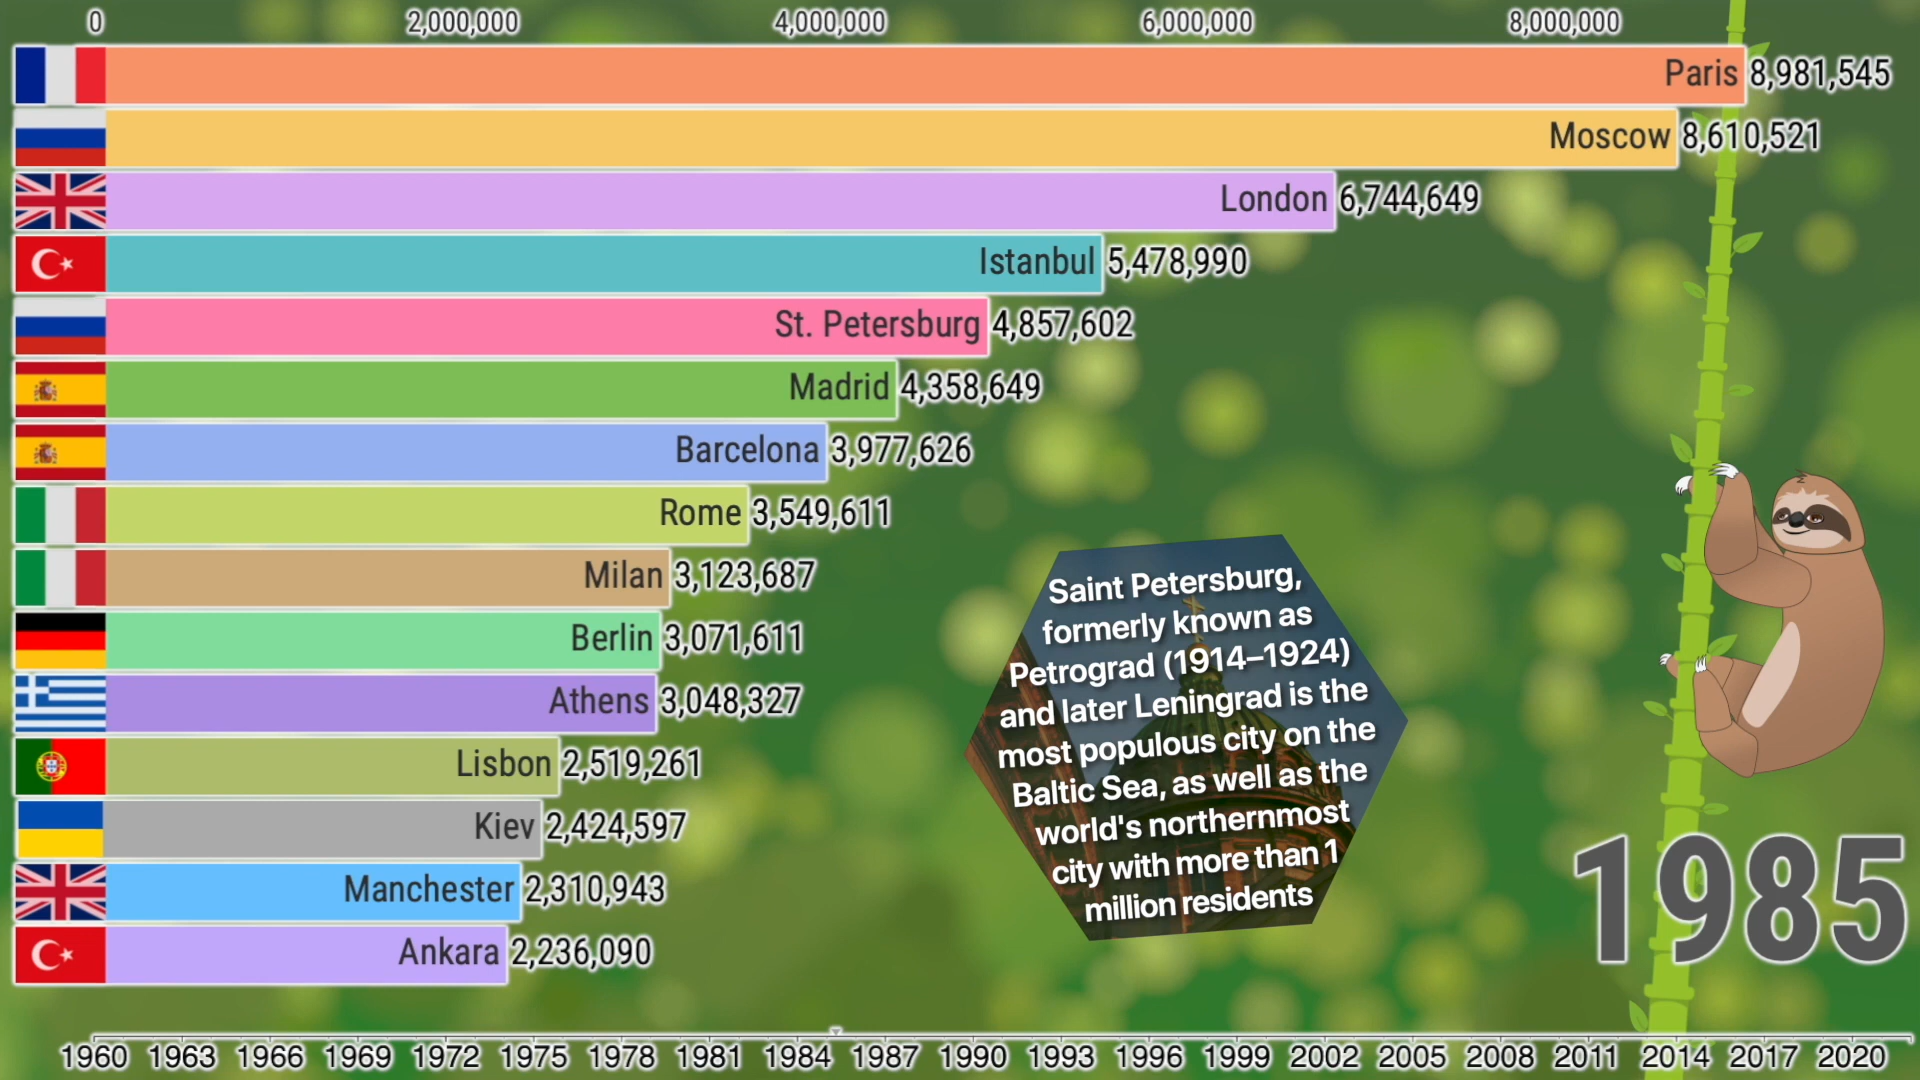 0 2,000,000 4,000,000 6,000,000 8,000,000
Paris 8,981,545
Moscow 8,610,521
London 6,744,649
Istanbul 5,478,990
St. Petersburg 4,857,602
Madrid 4,358,649
Barcelona 3,977,626
Rome 3,549,611
Milan 3,123,687
Berlin 3,071,611
Athens 3,048,327
Lisbon 2,519,261
Kiev 2,424,597
Manchester 2,310,943
Ankara 2,236,090
Saint Petersburg,
formerly known as
Petrograd (1914–1924)
and later Leningrad is the
most populous city on the
Baltic Sea, as well as the
world's northernmost
city with more than 1
million residents
1985
1960 1963 1966 1969 1972 1975 1978 1981 1984 1987 1990 1993 1996 1999 2002 2005 2008 2011 2014 2017 2020